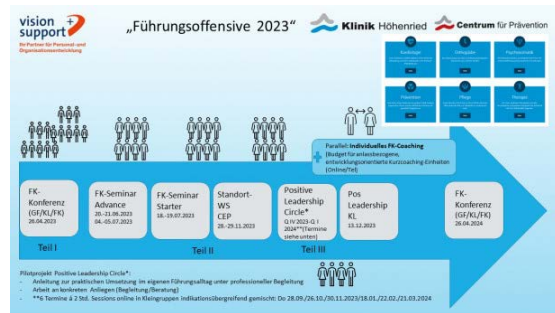 vision
support
Ihr Partner für Personal- und
Organisationsentwicklung
„Führungsoffensive 2023“
Klinik Höhenried
Centrum für Prävention
Kardiologie
Orthopädie
Psychosomatik
Prävention
Pflege
Therapie
Parallel: Individuelles FK-Coaching
(Budget für anlassbezogene,
entwicklungsorientierte Kurzcoaching-Einheiten
(Online/Tel)
FK-
Konferenz
(GF/KL/FK)
26.04.2023
FK-Seminar
Advance
20.-21.06.2023
04.-05.07.2023
FK-Seminar
Starter
18.-19.07.2023
Standort-
WS
CEP
28.-29.11.2023
Positive
Leadership
Circle*
Q IV 2023-Q I
2024**(Termine
siehe unten)
Pos
Leadership
KL
13.12.2023
FK-
Konferenz
(GF/KL/FK)
26.04.2024
Teil I
Teil II
Teil III
Pilotprojekt Positive Leadership Circle*:
- Anleitung zur praktischen Umsetzung im eigenen Führungsalltag unter professioneller Begleitung
- Arbeit an konkreten Anliegen (Begleitung/Beratung)
- **6 Termine á 2 Std. Sessions online in Kleingruppen indikationsübergreifend gemischt: Do 28.09./26.10./30.11.2023/18.01./22.02./21.03.2024